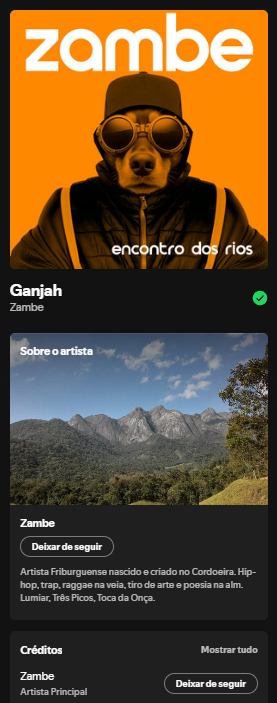 zambe
encontro dos rios
Ganjah
Zambe
Sobre o artista
Zambe
Deixar de seguir
Artista Friburguense nascido e criado no Cordoeira. Hip-
hop, trap, raggae na veia, tiro de arte e poesia na alm.
Lumiar, Três Picos, Toca da Onça.
Créditos
Mostrar tudo
Zambe
Deixar de seguir
Artista Principal